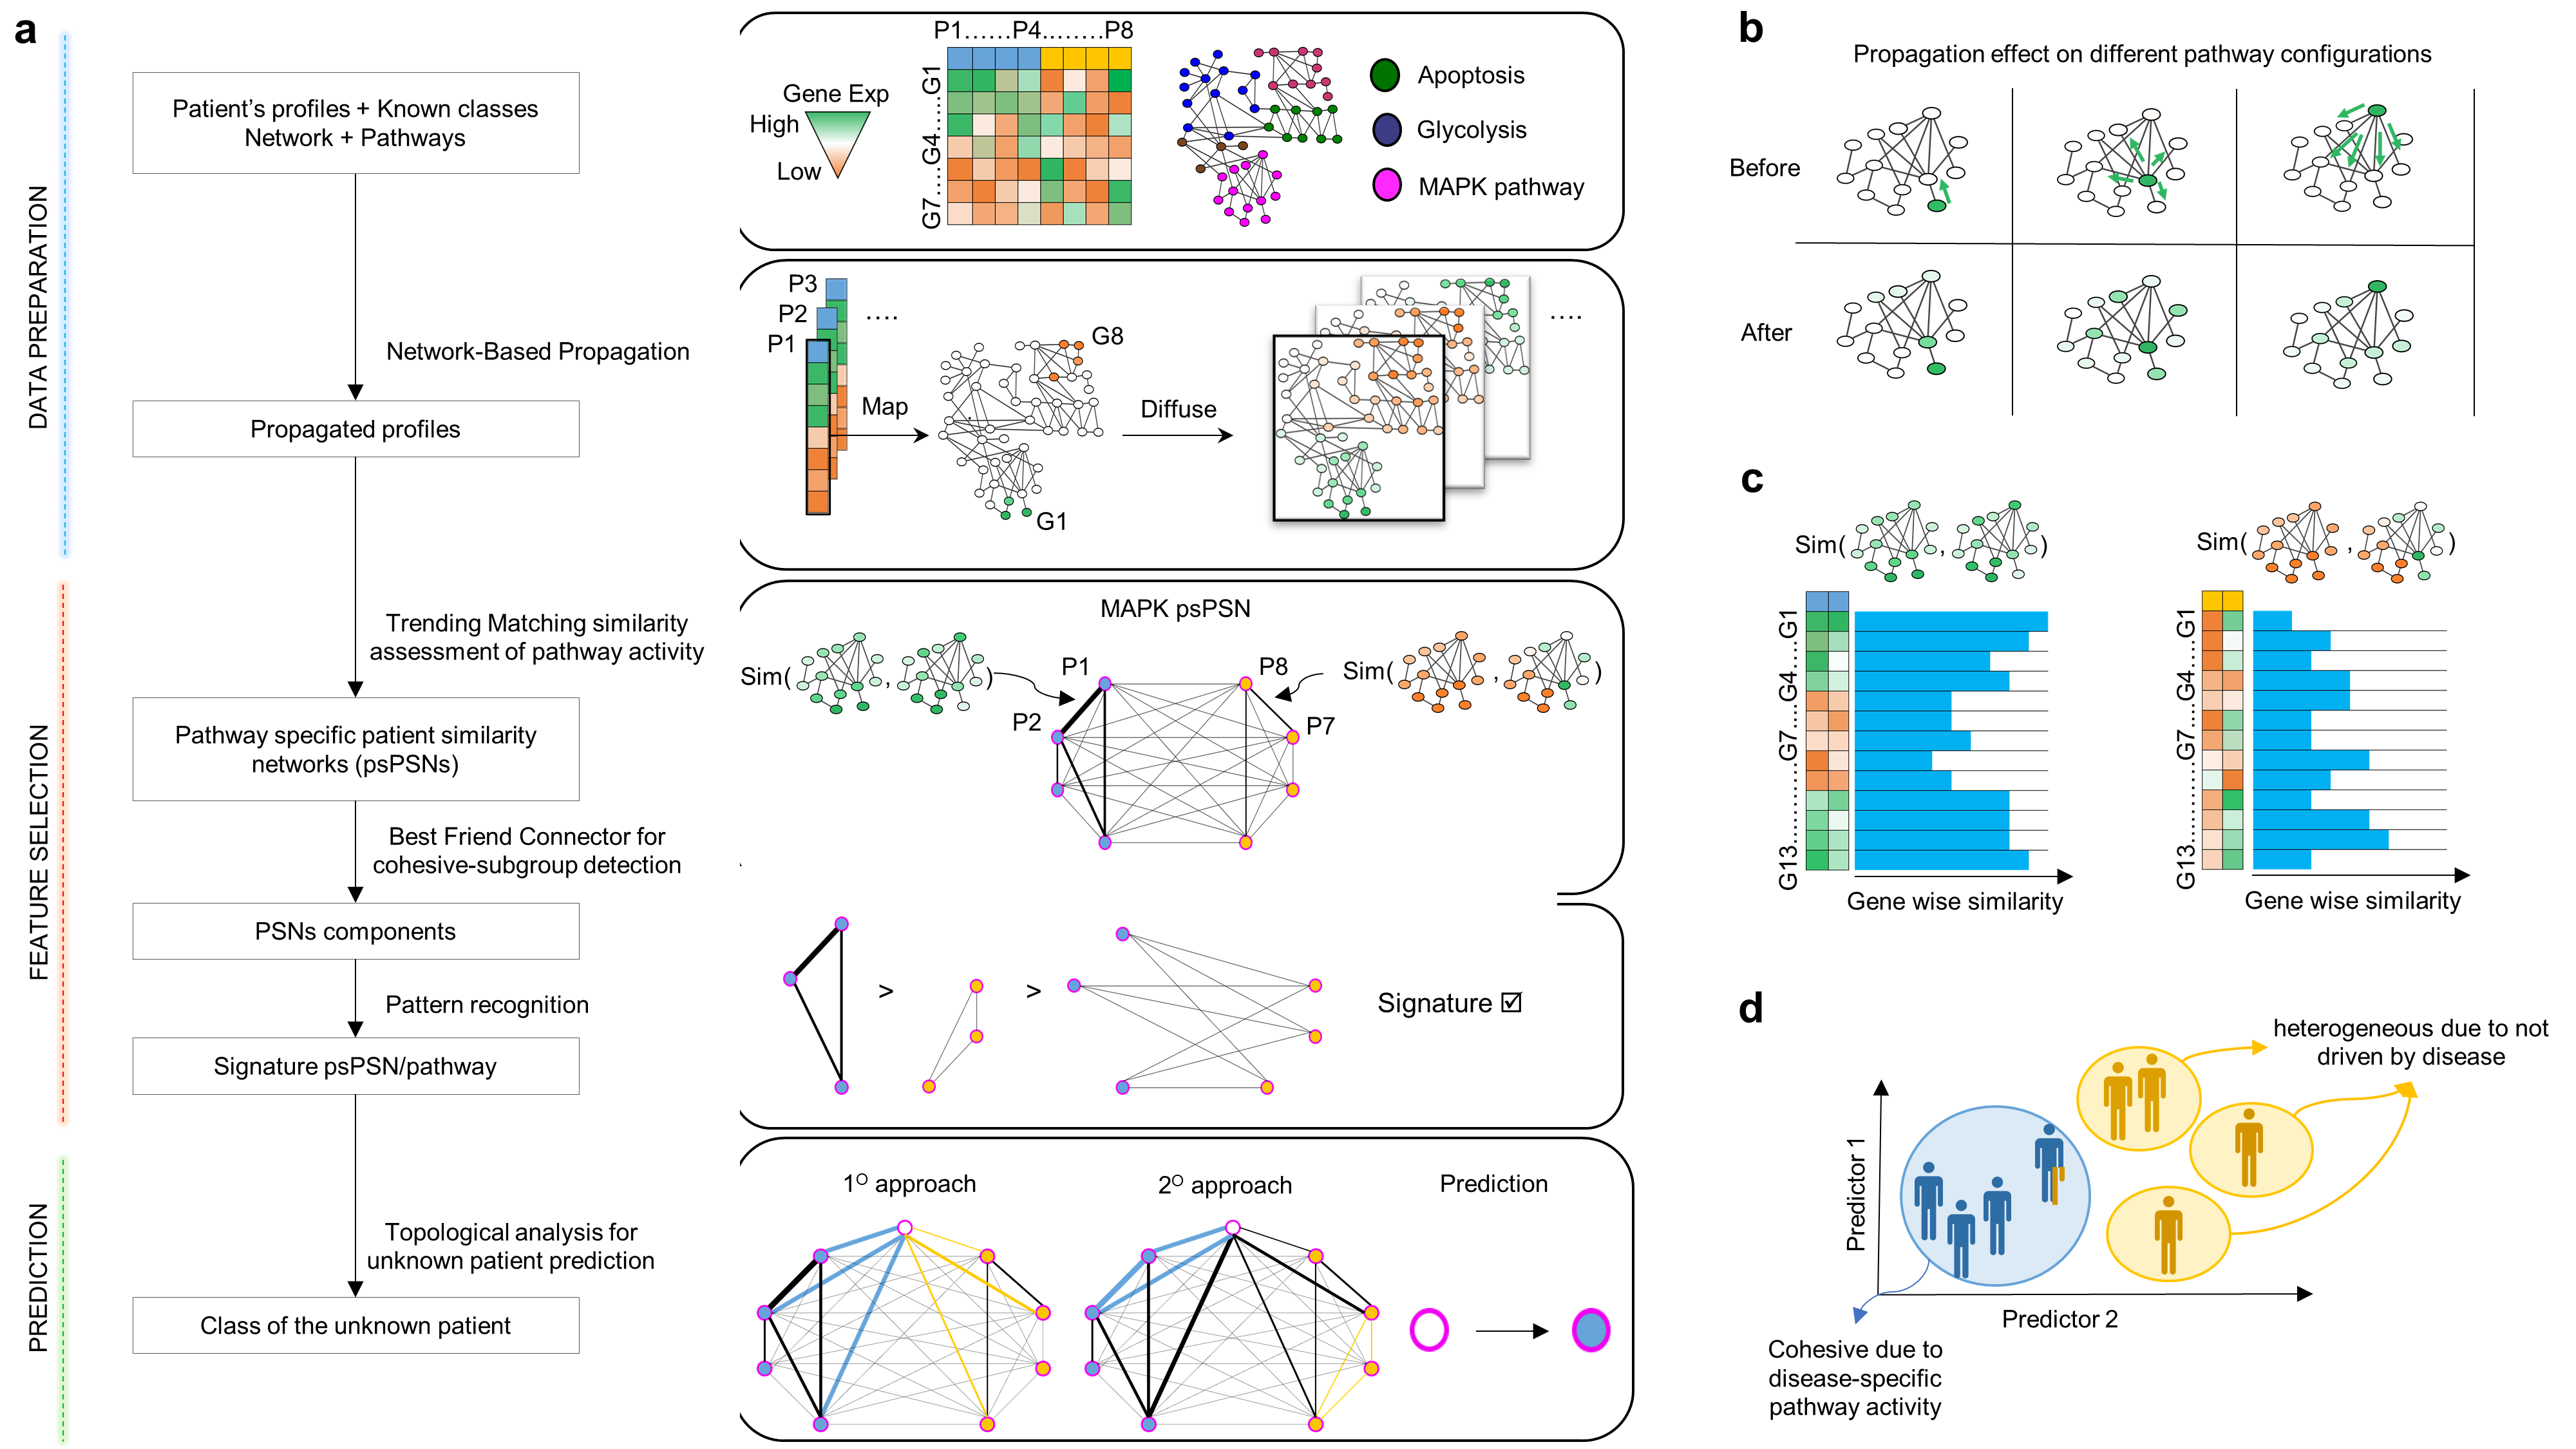 a
DATA PREPARATION
FEATURE SELECTION
PREDICTION
Patient's profiles + Known classes
Network + Pathways
Network-Based Propagation
Propagated profiles
Trending Matching similarity
assessment of pathway activity
Pathway specific patient similarity
networks (psPSNs)
Best Friend Connector for
cohesive-subgroup detection
PSNs components
Pattern recognition
Signature psPSN/pathway
Topological analysis for
unknown patient prediction
Class of the unknown patient
P1......P4........P8
Gene Exp
High
Low
G1
G4
G7
Apoptosis
Glycolysis
MAPK pathway
P3
P2
P1
....
Map
G8
G1
Diffuse
....
MAPK psPSN
Sim( , )
P1
P2
P8
P7
Sim( , )
>
>
Signature ☑
1O approach
2O approach
Prediction
b
Propagation effect on different pathway configurations
Before
After
c
Sim( , )
G1
G4
G7
G13
Gene wise similarity
Sim( , )
G1
G4
G7
G13
Gene wise similarity
d
heterogeneous due to not
driven by disease
Predictor 1
Predictor 2
Cohesive due to
disease-specific
pathway activity